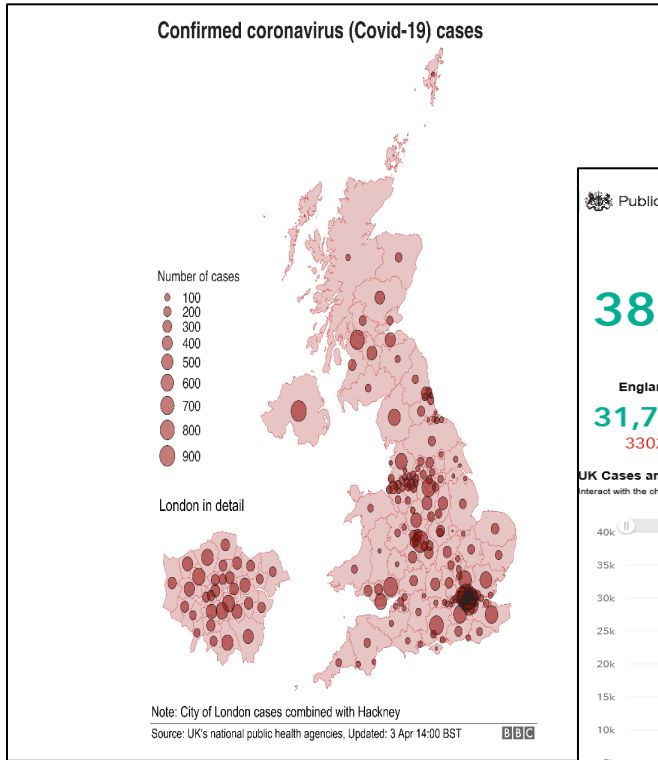 Confirmed coronavirus (Covid-19) cases
Number of cases
100
200
300
400
500
600
700
800
900
London in detail
Note: City of London cases combined with Hackney
Source: UK's national public health agencies, Updated: 3 Apr 14:00 BST
BBC
Public
38,
Englan
31,7
3302
UK Cases an
Interact with the ch
40k
35k
30k
25k
20k
15k
10k